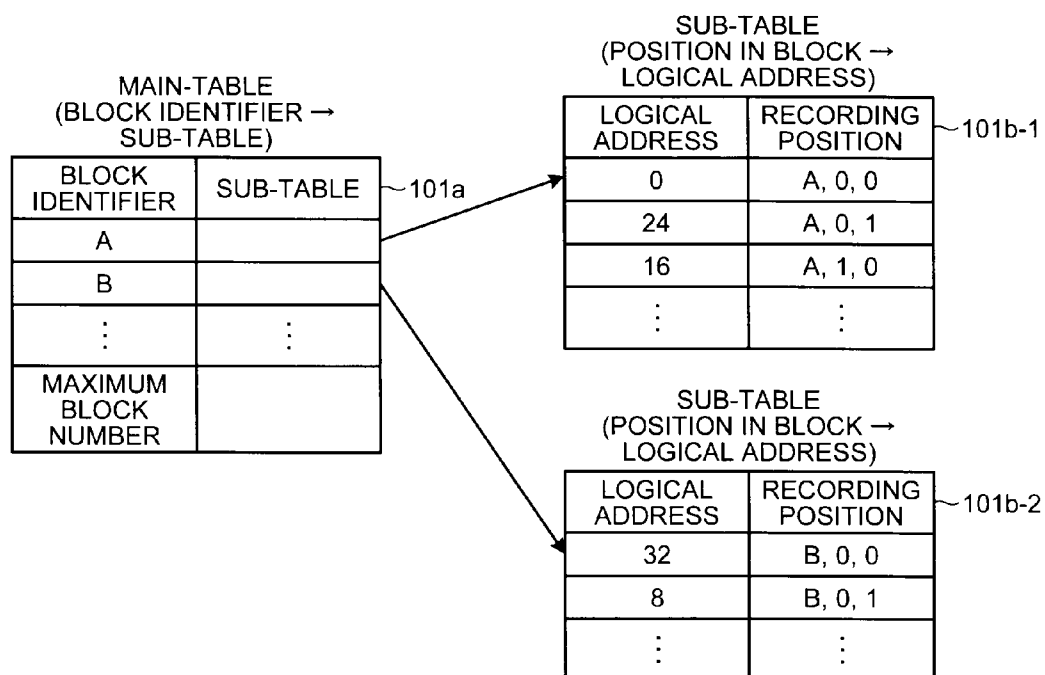 MAIN-TABLE
(BLOCK IDENTIFIER →
SUB-TABLE)
BLOCK
IDENTIFIER
SUB-TABLE
101a
A
B
⋮
⋮
MAXIMUM
BLOCK
NUMBER
SUB-TABLE
(POSITION IN BLOCK →
LOGICAL ADDRESS)
LOGICAL
ADDRESS
RECORDING
POSITION
101b-1
0
A, 0, 0
24
A, 0, 1
16
A, 1, 0
⋮
⋮
SUB-TABLE
(POSITION IN BLOCK →
LOGICAL ADDRESS)
LOGICAL
ADDRESS
RECORDING
POSITION
101b-2
32
B, 0, 0
8
B, 0, 1
⋮
⋮